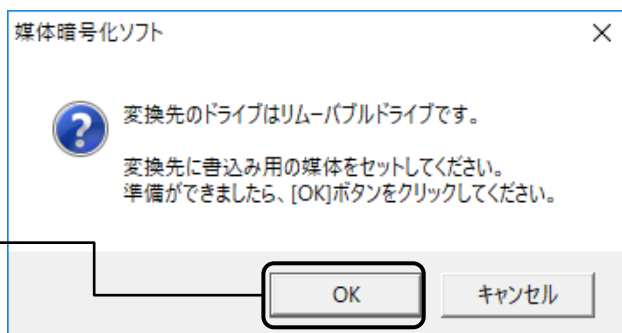 媒体暗号化ソフト
変換先のドライブはリムーバブルドライブです。
変換先に書込み用の媒体をセットしてください。
準備ができましたら、[OK]ボタンをクリックしてください。
OK
キャンセル